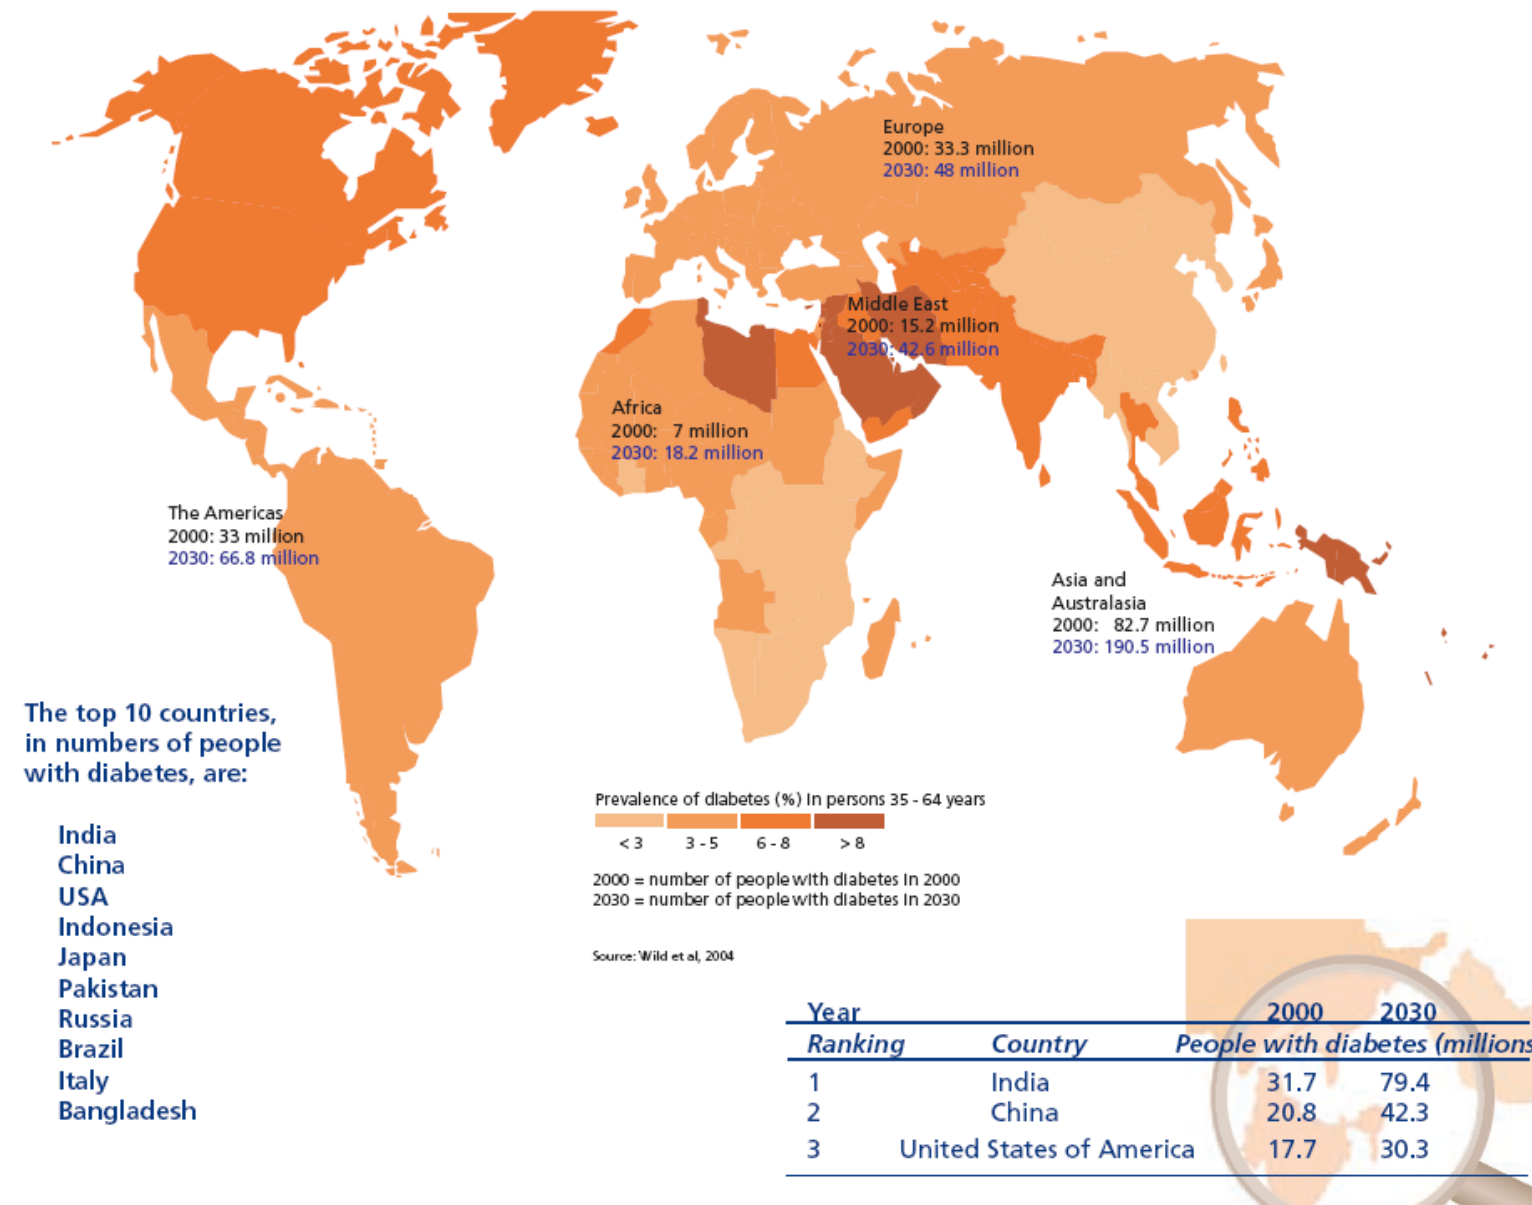 Europe
2000: 33.3 million
2030: 48 million
Middle East
2000: 15.2 million
2030: 42.6 million
Africa
2000: 7 million
2030: 18.2 million
The Americas
2000: 33 million
2030: 66.8 million
Asia and
Australasia
2000: 82.7 million
2030: 190.5 million
The top 10 countries,
in numbers of people
with diabetes, are:
India
China
USA
Indonesia
Japan
Pakistan
Russia
Brazil
Italy
Bangladesh
Prevalence of diabetes (%) in persons 35 - 64 years
< 3 3 - 5 6 - 8 > 8
2000 = number of people with diabetes in 2000
2030 = number of people with diabetes in 2030
Source: Wild et al, 2004
Year 2000 2030
Ranking Country People with diabetes (millions
1 India 31.7 79.4
2 China 20.8 42.3
3 United States of America 17.7 30.3